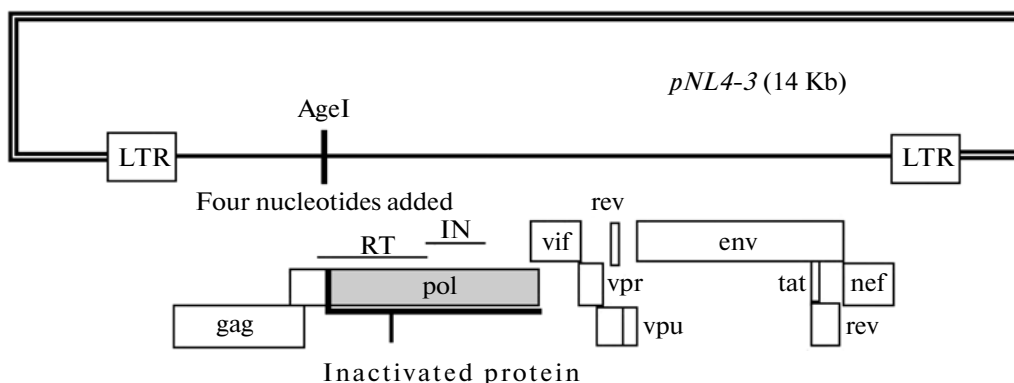 pNL4-3 (14 Kb)
AgeI
LTR
LTR
Four nucleotides added
rev
RT
IN
vif
env
pol
vpr
tat
nef
gag
vpu
rev
Inactivated protein